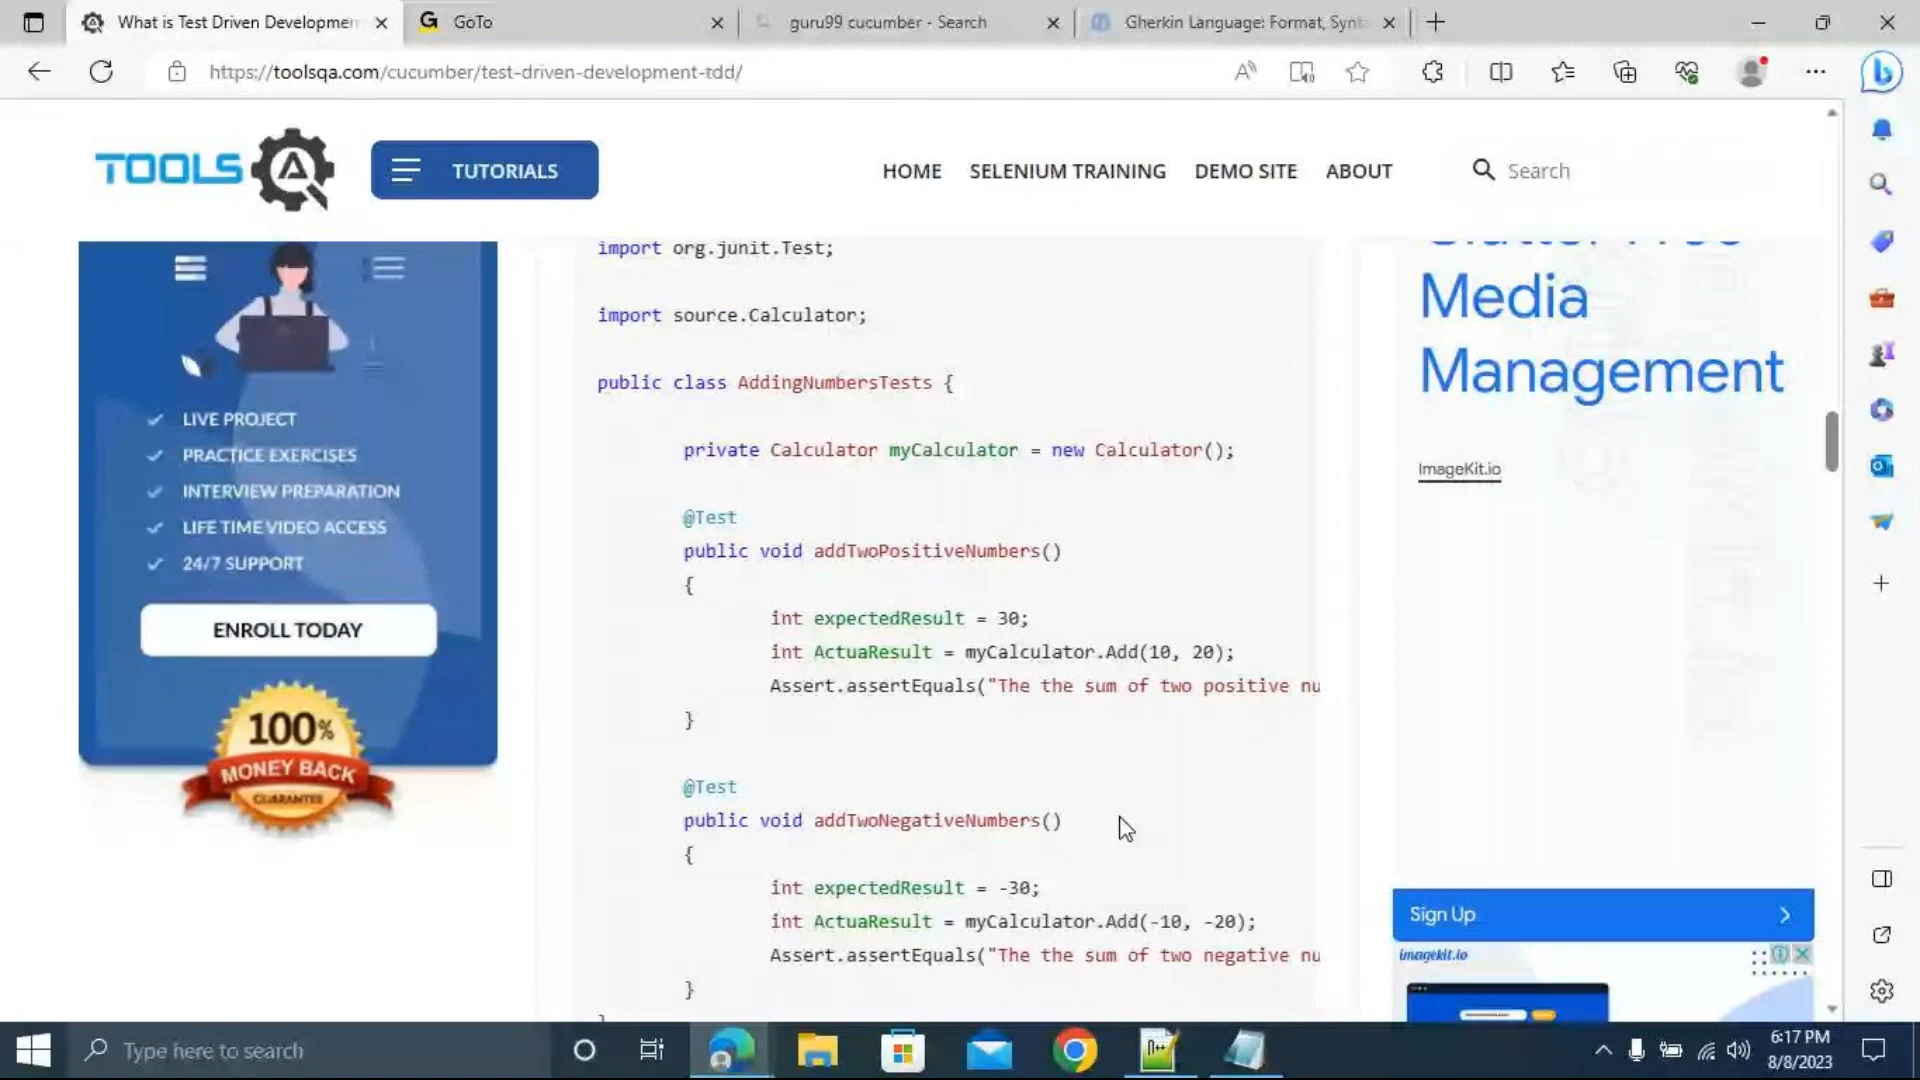 What is Test Driven Developmen
GoTo
guru99 cucumber - Search
Gherkin Language: Format, Synt
https://toolsqa.com/cucumber/test-driven-development-tdd/
TOOLS
TUTORIALS
HOME
SELENIUM TRAINING
DEMO SITE
ABOUT
Search
LIVE PROJECT
PRACTICE EXERCISES
INTERVIEW PREPARATION
LIFE TIME VIDEO ACCESS
24/7 SUPPORT
ENROLL TODAY
100%
MONEY BACK
GUARANTEE
import org.junit.Test;
import source.Calculator;
public class AddingNumbersTests {
private Calculator myCalculator = new Calculator();
@Test
public void addTwoPositiveNumbers()
{
int expectedResult = 30;
int ActuaResult = myCalculator.Add(10, 20);
Assert.assertEquals("The the sum of two positive nu
}
@Test
public void addTwoNegativeNumbers()
{
int expectedResult = -30;
int ActuaResult = myCalculator.Add(-10, -20);
Assert.assertEquals("The the sum of two negative nu
}
Media
Management
ImageKit.io
Sign Up
imagekit.io
Type here to search
6:17 PM
8/8/2023